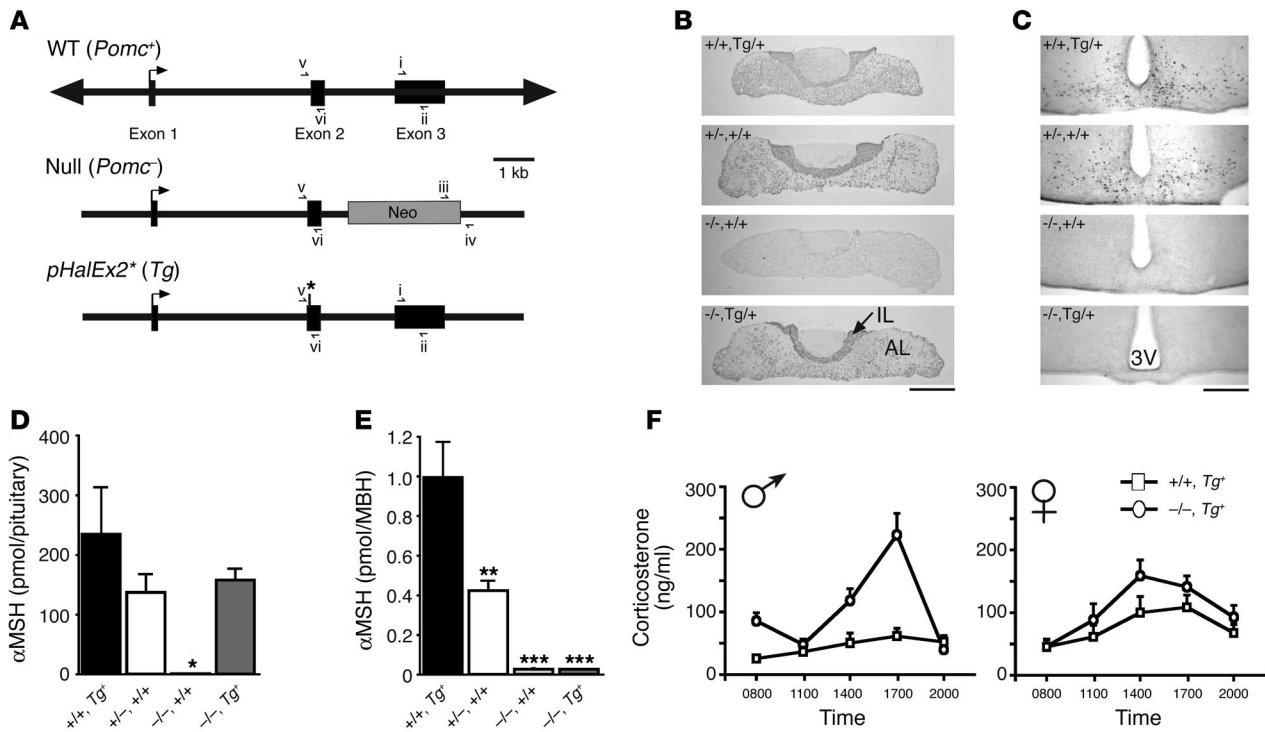 A
WT (Pomc⁺)
v
i
vi
ii
Exon 1
Exon 2
Exon 3
1 kb
Null (Pomc⁻)
v
iii
Neo
vi
iv
pHalEx2* (Tg)
v
*
i
vi
ii
B
+/+,Tg/+
+/-,+/+
-/-,+/+
-/-,Tg/+
IL
AL
C
+/+,Tg/+
+/-,+/+
-/-,+/+
-/-,Tg/+
3V
D
αMSH (pmol/pituitary)
400
300
200
100
0
*
+/+, Tg⁺
+/–, +/+
–/–, +/+
–/–, Tg⁺
E
αMSH (pmol/MBH)
1.2
1.0
0.8
0.6
0.4
0.2
0
**
***
***
+/+, Tg⁺
+/–, +/+
–/–, +/+
–/–, Tg⁺
F
Corticosterone
(ng/ml)
300
200
100
0
0800
1100
1400
1700
2000
Time
300
200
100
0
0800
1100
1400
1700
2000
Time
+/+, Tg⁺
–/–, Tg⁺